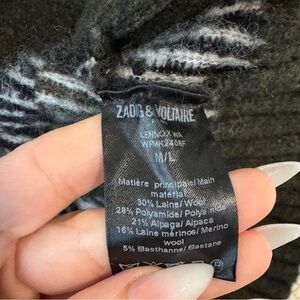 ZADIG & VOLTAIRE
LENNOX WA
M/L
Matière principale/Main
material
30% Laine/Wool
28% Polyamide/Polyamide
21% Alpaga/Alpaca
16% Laine mérinos/Merino
wool
5% Elasthanne/Elastane